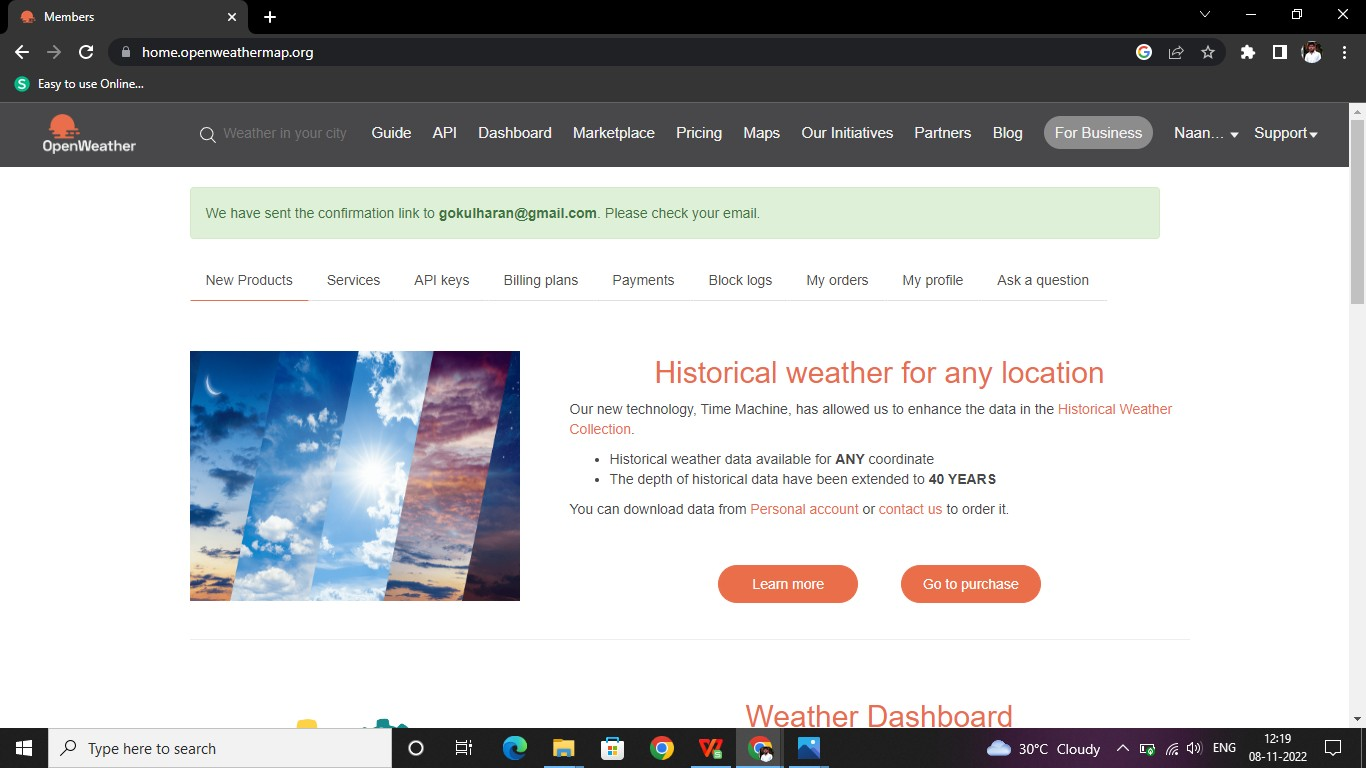 Members
home.openweathermap.org
S Easy to use Online...
OpenWeather
Weather in your city Guide API Dashboard Marketplace Pricing Maps Our Initiatives Partners Blog For Business Naan... Support
We have sent the confirmation link to gokulharan@gmail.com. Please check your email.
New Products Services API keys Billing plans Payments Block logs My orders My profile Ask a question
Historical weather for any location
Our new technology, Time Machine, has allowed us to enhance the data in the Historical Weather
Collection.
• Historical weather data available for ANY coordinate
• The depth of historical data have been extended to 40 YEARS
You can download data from Personal account or contact us to order it.
Learn more Go to purchase
Weather Dashboard
Type here to search
30°C Cloudy
ENG
12:19
08-11-2022